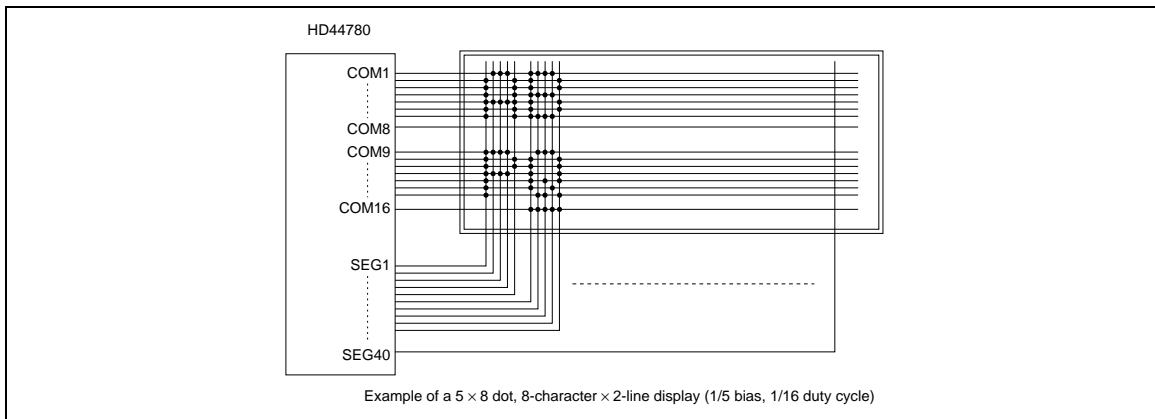 HD44780
COM1
COM8
COM9
COM16
SEG1
SEG40
Example of a 5 × 8 dot, 8-character × 2-line display (1/5 bias, 1/16 duty cycle)